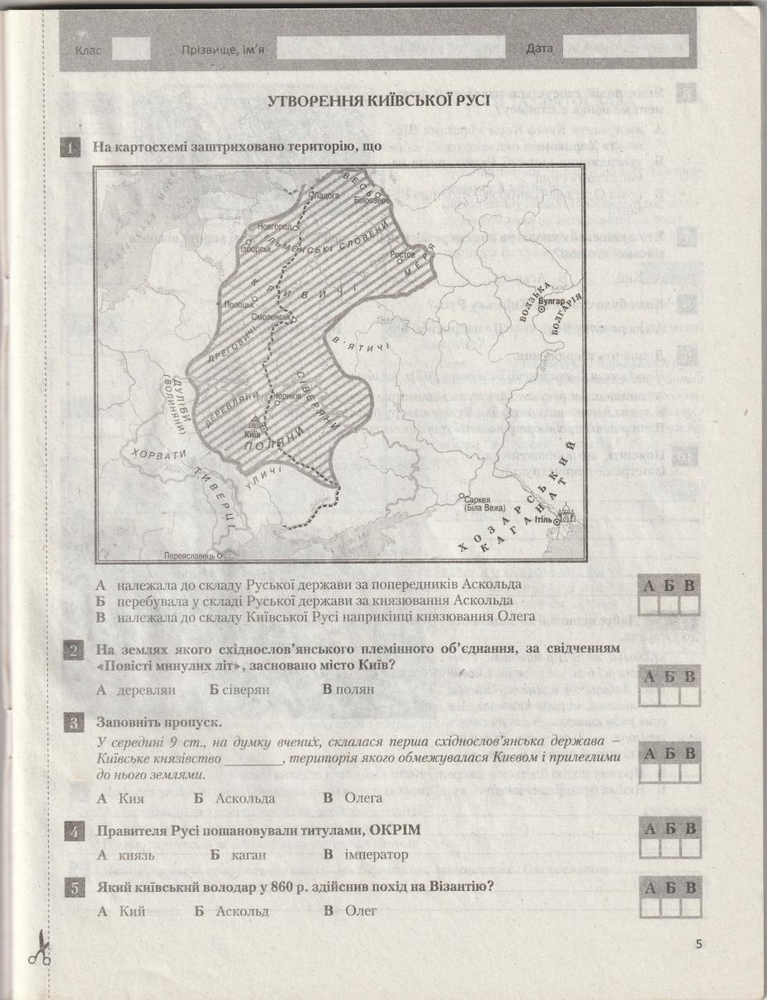 Клас
Прізвище, ім'я
Дата
УТВОРЕННЯ КИЇВСЬКОЇ РУСІ
1 На картосхемі заштриховано територію, що
ВЕСЬ
Ладога
Білоозеро
Новгород
Ізборськ
ІЛЬМЕНСЬКІ СЛОВЕНИ
Ростов
МЕРЯ
КРИВИЧІ
Полоцьк
Смоленськ
ВОЛЗЬКА
Булгар
БОЛГАРІЯ
ДРЕГОВИЧІ
В'ЯТИЧІ
ДУЛІБИ
(ВОЛИНЯНИ)
ДЕРЕВЛЯНИ
СІВЕРЯНИ
Чернігів
Київ
ПОЛЯНИ
ХОРВАТИ
ТИВЕРЦІ
УЛИЧІ
Саркел
(Біла Вежа)
ХОЗАРСЬКИЙ
КАГАНАТ
Ітіль
Переяславець
А належала до складу Руської держави за попередників Аскольда
Б перебувала у складі Руської держави за князювання Аскольда
В належала до складу Київської Русі наприкінці князювання Олега
А Б В
2 На землях якого східнослов'янського племінного об'єднання, за свідченням
«Повісті минулих літ», засновано місто Київ?
А деревлян Б сіверян В полян
А Б В
3 Заповніть пропуск.
У середині 9 ст., на думку вчених, склалася перша східнослов'янська держава –
Київське князівство _________, територія якого обмежувалася Києвом і прилеглими
до нього землями.
А Кия Б Аскольда В Олега
А Б В
4 Правителя Русі пошановували титулами, ОКРІМ
А князь Б каган В імператор
А Б В
5 Який київський володар у 860 р. здійснив похід на Візантію?
А Кий Б Аскольд В Олег
А Б В
5